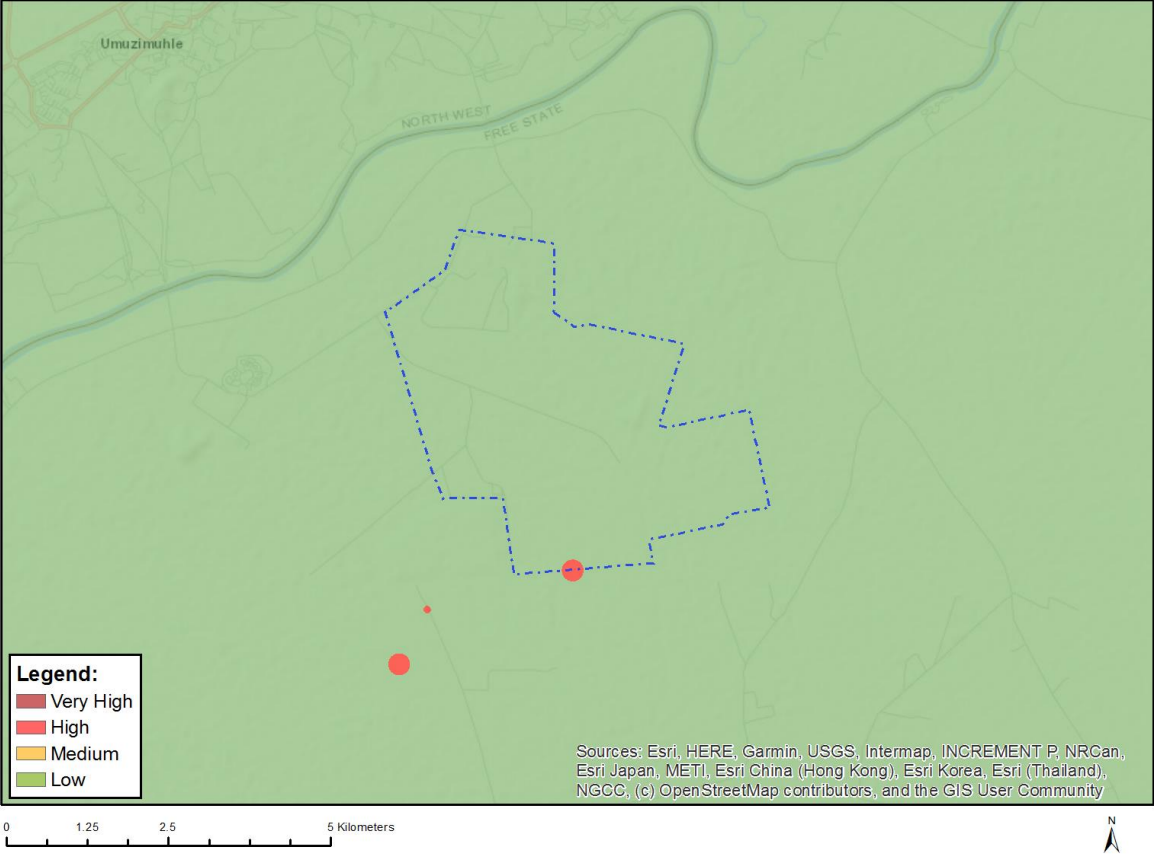 Umuzimuhle
NORTH WEST
FREE STATE
Legend:
Very High
High
Medium
Low
Sources: Esri, HERE, Garmin, USGS, Intermap, INCREMENT P, NRCan,
Esri Japan, METI, Esri China (Hong Kong), Esri Korea, Esri (Thailand),
NGCC, (c) OpenStreetMap contributors, and the GIS User Community
0 1.25 2.5 5 Kilometers
N